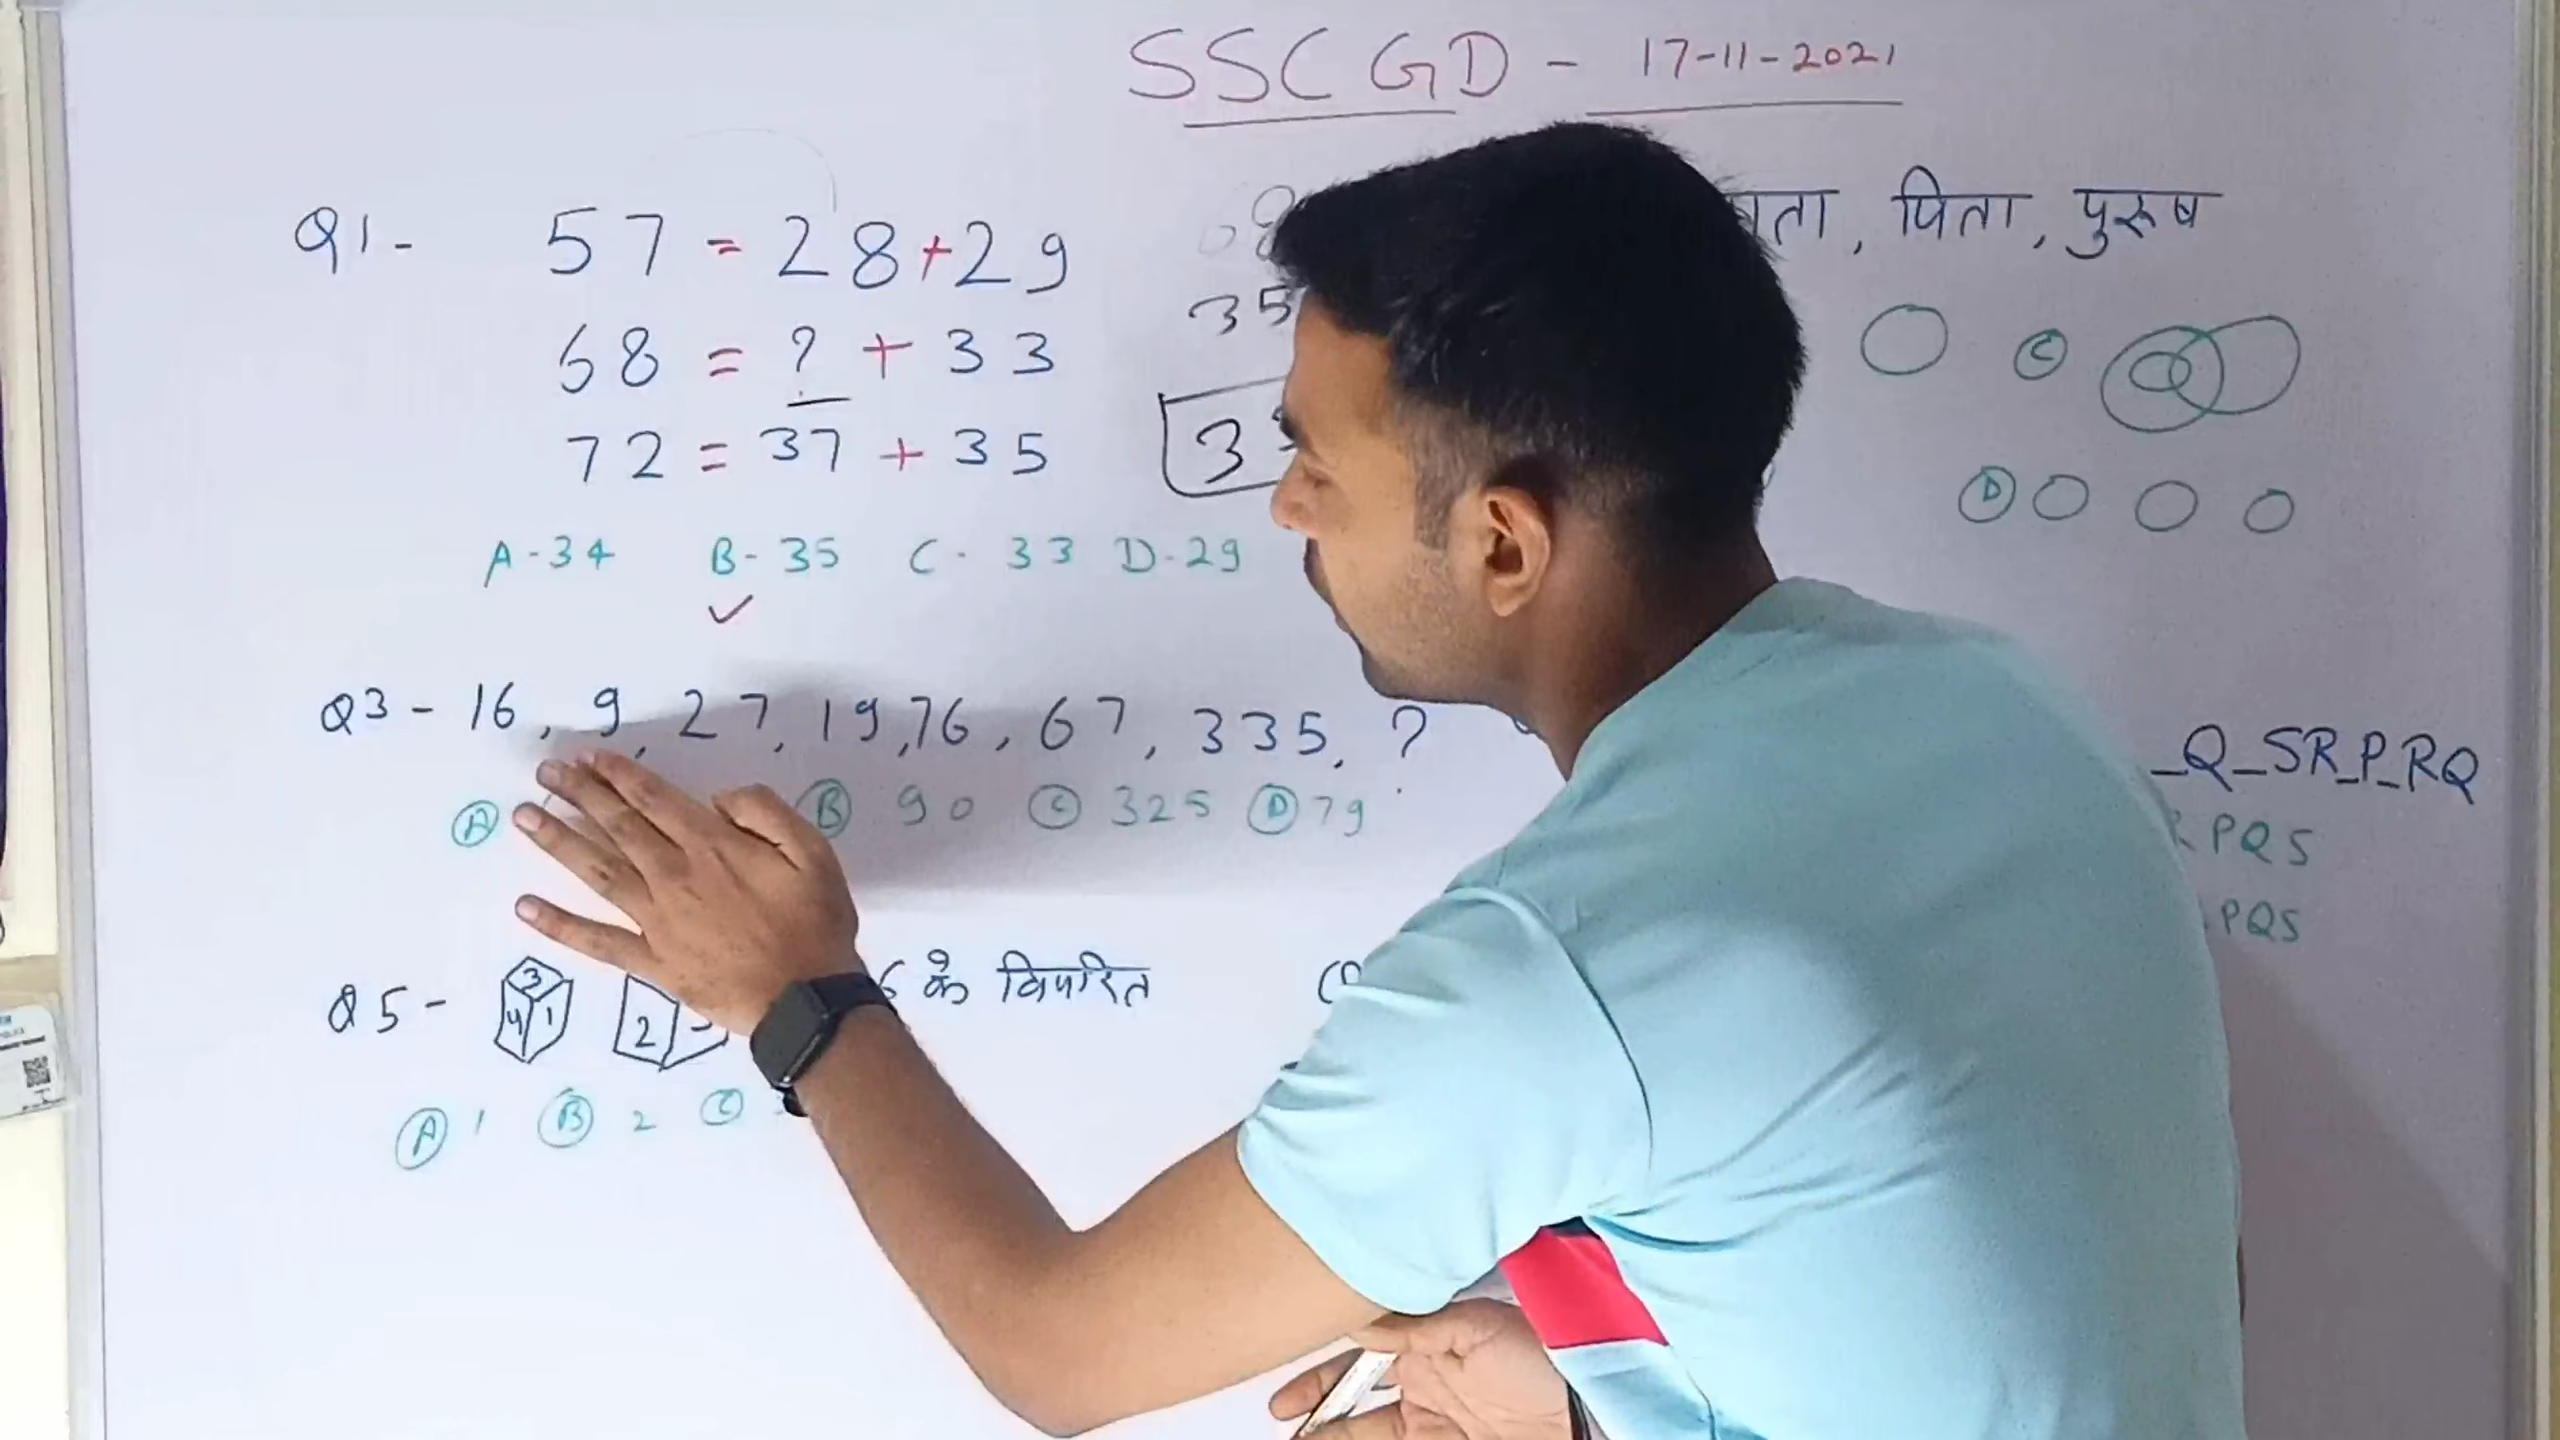 SSC GD - 17-11-2021
Q1 - 57 = 28 + 29
68 = ? + 33
72 = 37 + 35
A - 34 B - 35 C - 33 D - 29
35
3
, पिता, पुरूष
C
D
Q3 - 16, 9, 27, 19, 76, 67, 335, ?
A B 90 C 325 D 79
_Q_SR_P_RQ
PQS
PQS
Q5 - 3 4 1 2 6 के विपरित
A 1 B 2 C